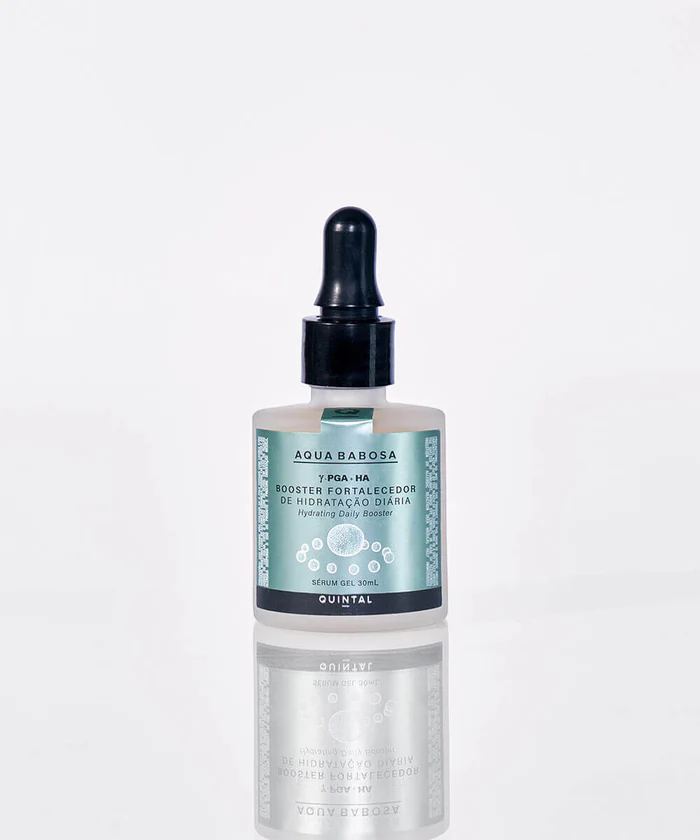 AQUA BABOSA
γ-PGA + HA
BOOSTER FORTALECEDOR
DE HIDRATAÇÃO DIÁRIA
Hydrating Daily Booster
SÉRUM GEL 30mL
QUINTAL